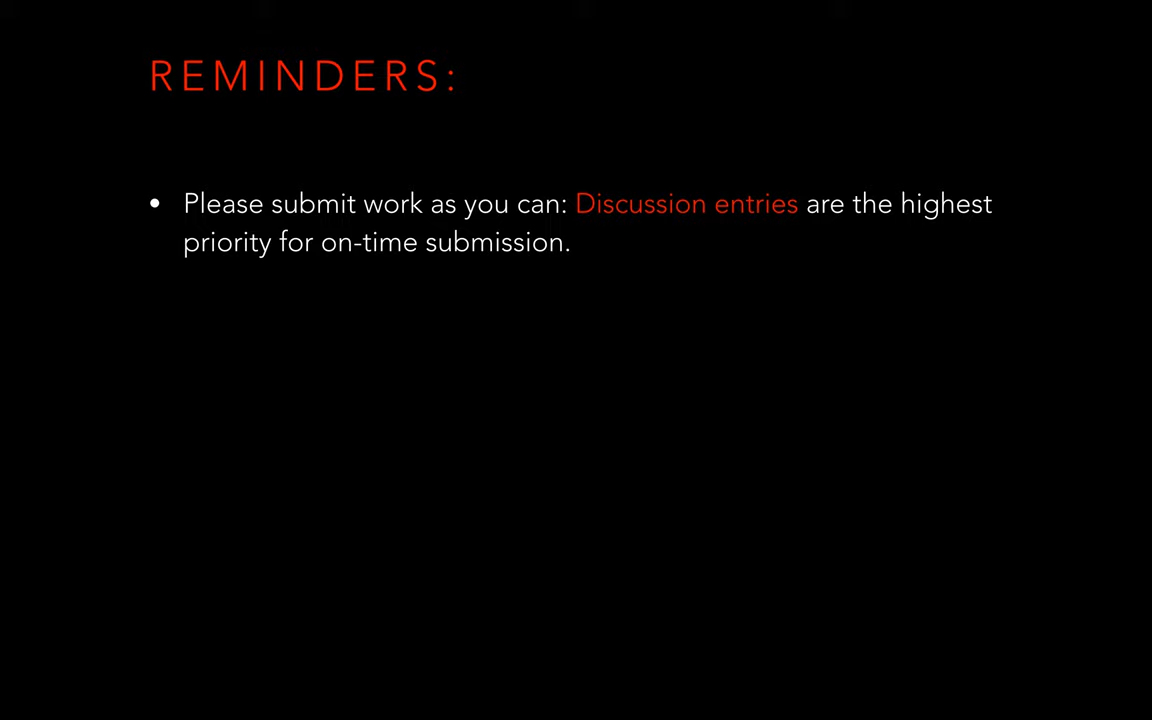 REMINDERS:
• Please submit work as you can: Discussion entries are the highest
priority for on-time submission.